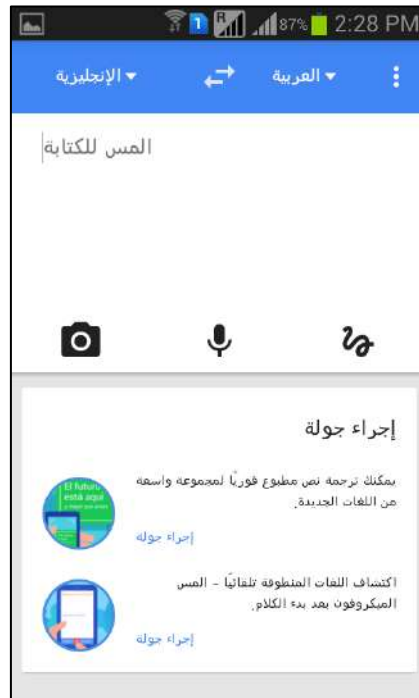 87% 2:28 PM
الإنجليزية
العربية
المس للكتابة
إجراء جولة
يمكنك ترجمة نص مطبوع فوريًا لمجموعة واسعة
من اللغات الجديدة.
El futuro
está aquí
إجراء جولة
اكتشاف اللغات المنطوقة تلقائيًا - المس
الميكروفون بعد بدء الكلام.
إجراء جولة